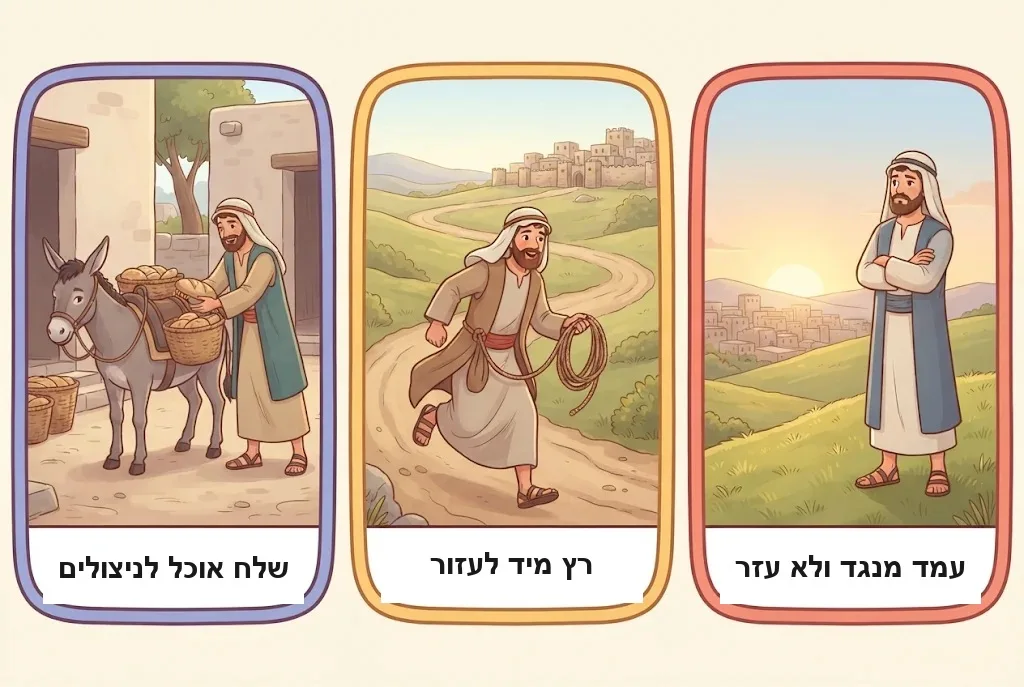 עמד מנגד ולא עזר
רץ מיד לעזור
שלח אוכל לניצולים